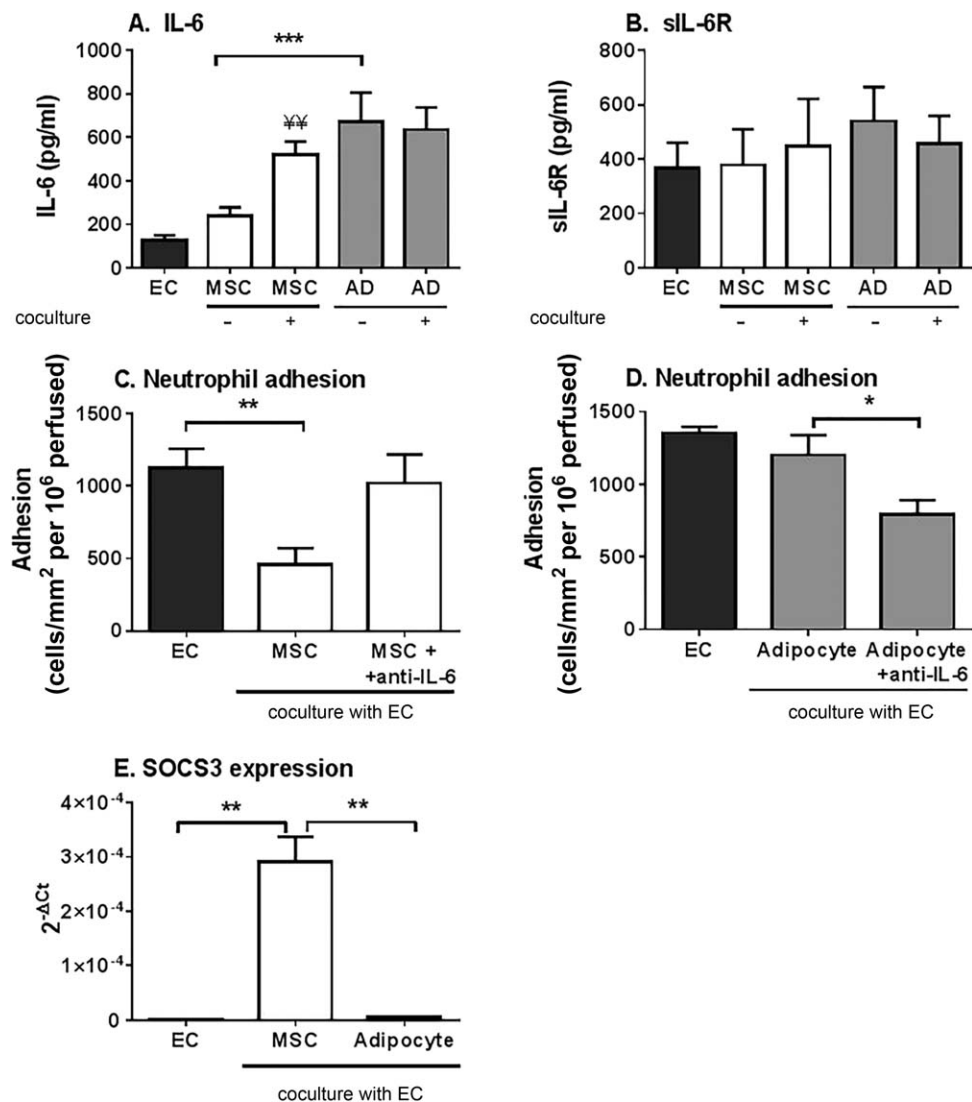 A. IL-6
IL-6 (pg/ml)
1000
800
600
400
200
0
***
¥¥
EC MSC MSC AD AD
coculture - + - +
B. sIL-6R
sIL-6R (pg/ml)
800
600
400
200
0
EC MSC MSC AD AD
coculture - + - +
C. Neutrophil adhesion
Adhesion
(cells/mm² per 10⁶ perfused)
1500
1000
500
0
**
EC MSC MSC +
+anti-IL-6
coculture with EC
D. Neutrophil adhesion
Adhesion
(cells/mm² per 10⁶ perfused)
1500
1000
500
0
*
EC Adipocyte Adipocyte
+anti-IL-6
coculture with EC
E. SOCS3 expression
2^-ΔCt
4×10⁻⁴
3×10⁻⁴
2×10⁻⁴
1×10⁻⁴
0
** **
EC MSC Adipocyte
coculture with EC